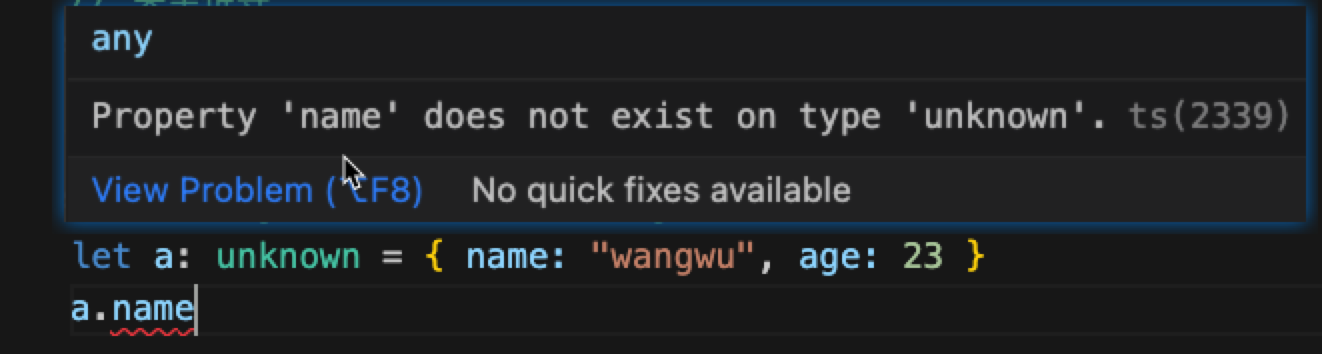 any
Property 'name' does not exist on type 'unknown'. ts(2339)
View Problem (⌥F8) No quick fixes available
let a: unknown = { name: "wangwu", age: 23 }
a.name